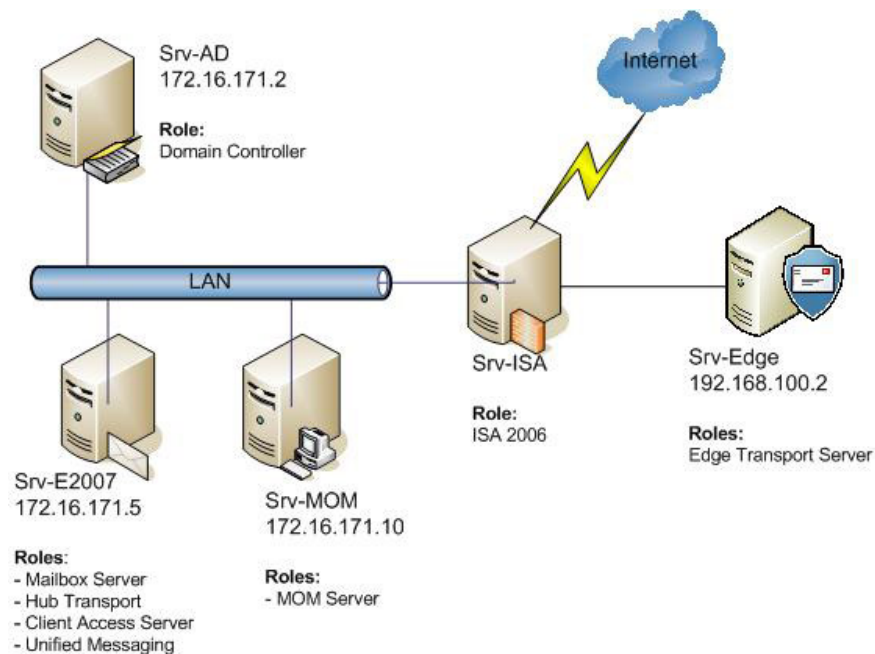 Srv-AD
172.16.171.2
Role:
Domain Controller
Internet
LAN
Srv-ISA
Role:
ISA 2006
Srv-Edge
192.168.100.2
Roles:
Edge Transport Server
Srv-E2007
172.16.171.5
Roles:
- Mailbox Server
- Hub Transport
- Client Access Server
- Unified Messaging
Srv-MOM
172.16.171.10
Roles:
- MOM Server